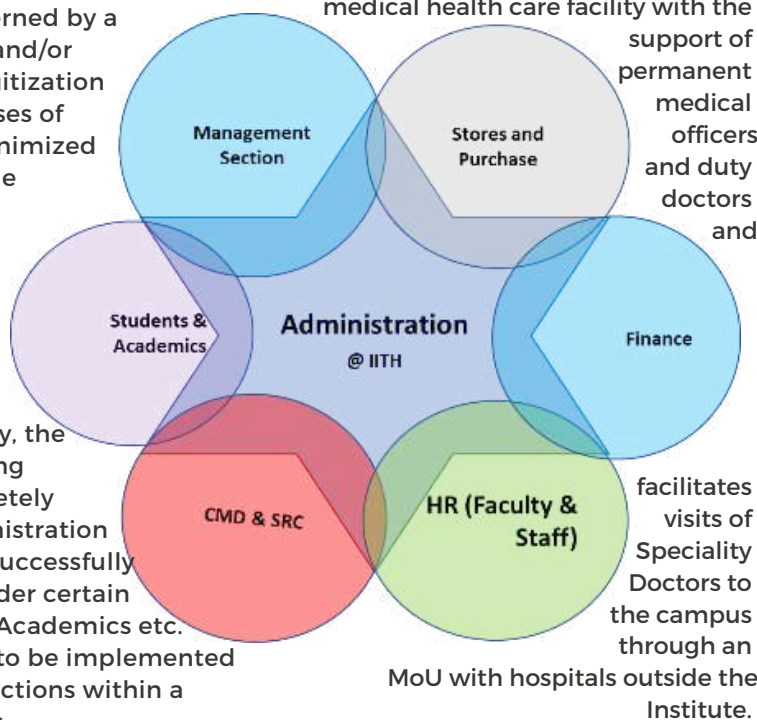 erned by a
and/or
gitization
ses of
nimized
e
medical health care facility with the
support of
permanent
medical
officers
and duty
doctors
and
Management
Section
Stores and
Purchase
Students &
Academics
Administration
@ IITH
Finance
CMD & SRC
HR (Faculty &
Staff)
y, the
ng
etely
nistration
uccessfully
der certain
Academics etc.
to be implemented
ctions within a
facilitates
visits of
Speciality
Doctors to
the campus
through an
MoU with hospitals outside the
Institute.